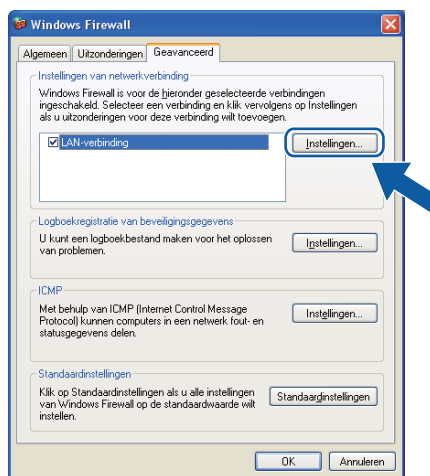 Windows Firewall
Algemeen Uitzonderingen Geavanceerd
Instellingen van netwerkverbinding
Windows Firewall is voor de hieronder geselecteerde verbindingen
ingeschakeld. Selecteer een verbinding en klik vervolgens op Instellingen
als u uitzonderingen voor deze verbinding wilt toevoegen.
LAN-verbinding
Instellingen...
Logboekregistratie van beveiligingsgegevens
U kunt een logboekbestand maken voor het oplossen
van problemen.
Instellingen...
ICMP
Met behulp van ICMP (Internet Control Message
Protocol) kunnen computers in een netwerk fout- en
statusgegevens delen.
Instellingen...
Standaardinstellingen
Klik op Standaardinstellingen als u alle instellingen
van Windows Firewall op de standaardwaarde wilt
instellen.
Standaardinstellingen
OK Annuleren